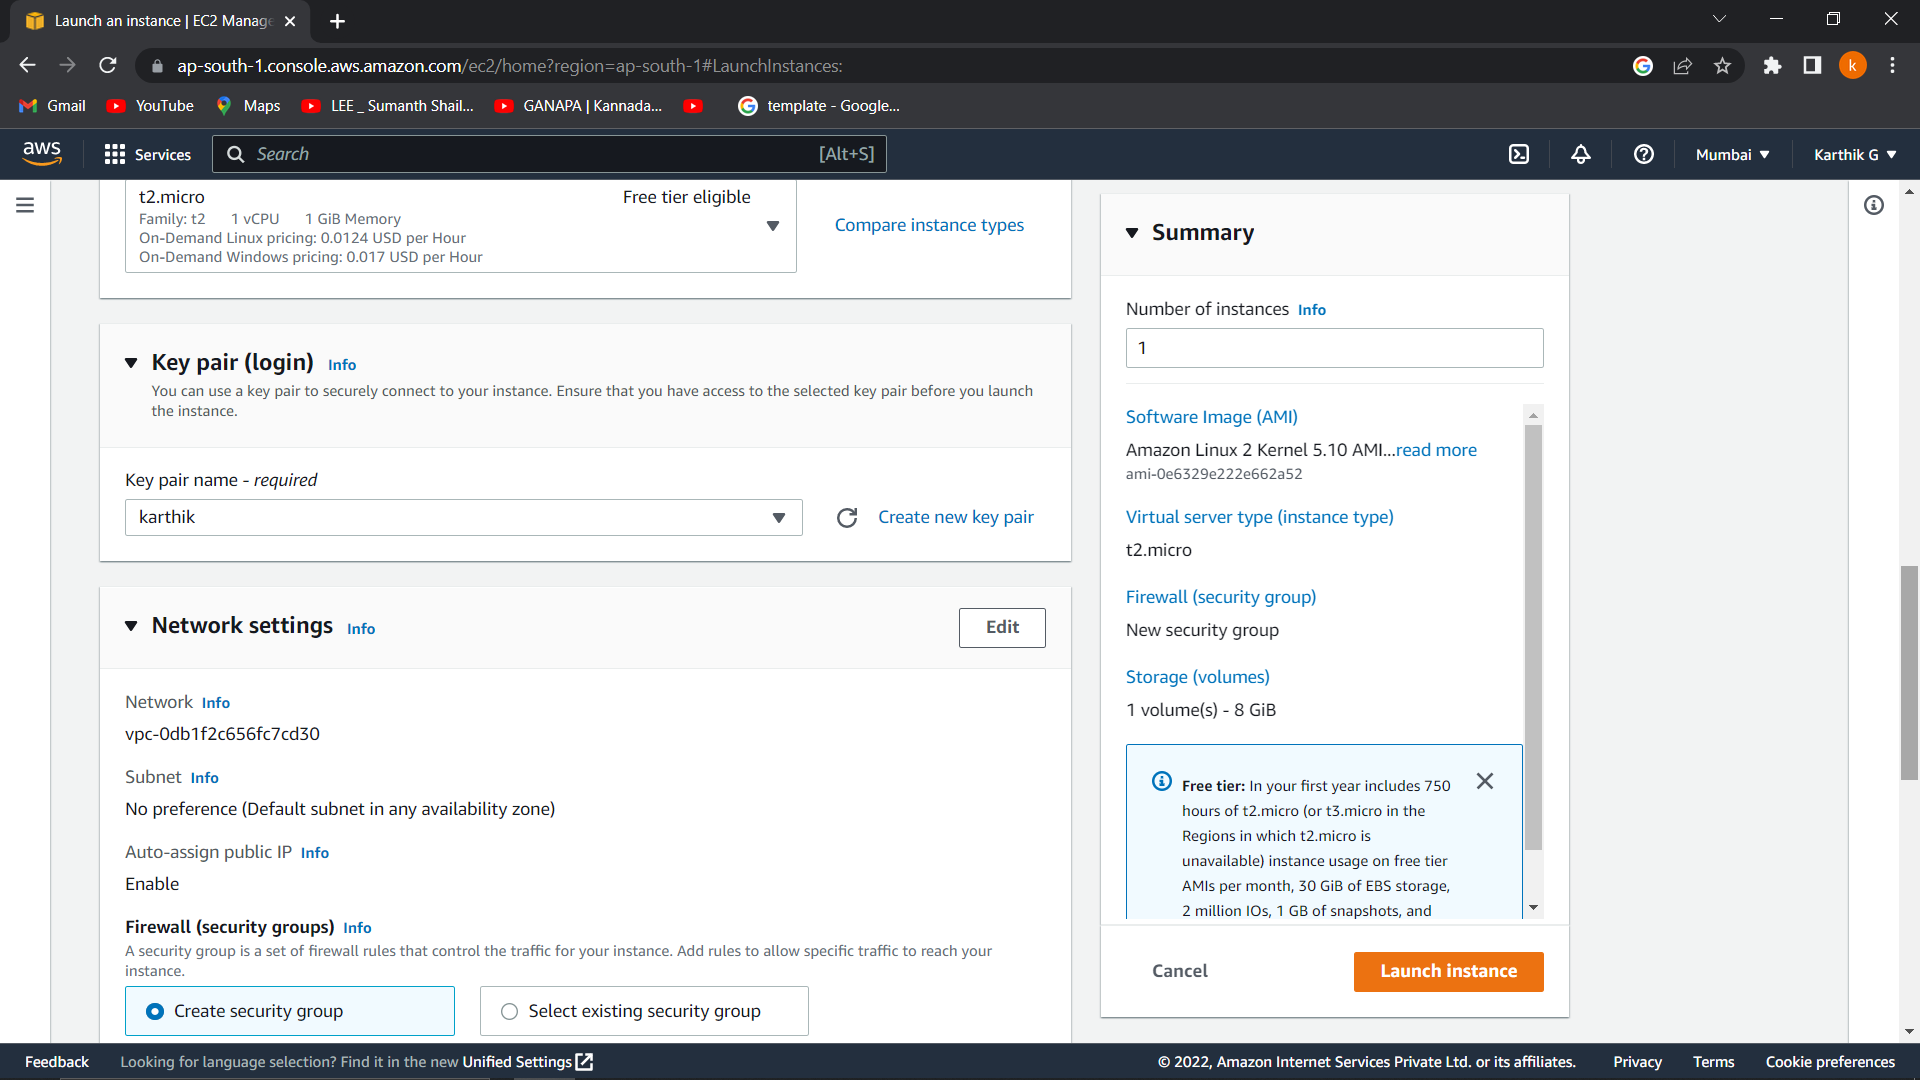 Launch an instance | EC2 Manage
ap-south-1.console.aws.amazon.com/ec2/home?region=ap-south-1#LaunchInstances:
k
Gmail
YouTube
Maps
LEE _ Sumanth Shail...
GANAPA | Kannada...
template - Google...
aws
Services
Search
[Alt+S]
Mumbai
Karthik G
t2.micro
Free tier eligible
Family: t2 1 vCPU 1 GiB Memory
On-Demand Linux pricing: 0.0124 USD per Hour
On-Demand Windows pricing: 0.017 USD per Hour
Compare instance types
Key pair (login) Info
You can use a key pair to securely connect to your instance. Ensure that you have access to the selected key pair before you launch
the instance.
Key pair name - required
karthik
Create new key pair
Network settings Info
Edit
Network Info
vpc-0db1f2c656fc7cd30
Subnet Info
No preference (Default subnet in any availability zone)
Auto-assign public IP Info
Enable
Firewall (security groups) Info
A security group is a set of firewall rules that control the traffic for your instance. Add rules to allow specific traffic to reach your
instance.
Create security group
Select existing security group
Summary
Number of instances Info
1
Software Image (AMI)
Amazon Linux 2 Kernel 5.10 AMI...read more
ami-0e6329e222e662a52
Virtual server type (instance type)
t2.micro
Firewall (security group)
New security group
Storage (volumes)
1 volume(s) - 8 GiB
Free tier: In your first year includes 750
hours of t2.micro (or t3.micro in the
Regions in which t2.micro is
unavailable) instance usage on free tier
AMIs per month, 30 GiB of EBS storage,
2 million IOs, 1 GB of snapshots, and
Cancel
Launch instance
Feedback
Looking for language selection? Find it in the new Unified Settings
© 2022, Amazon Internet Services Private Ltd. or its affiliates.
Privacy
Terms
Cookie preferences